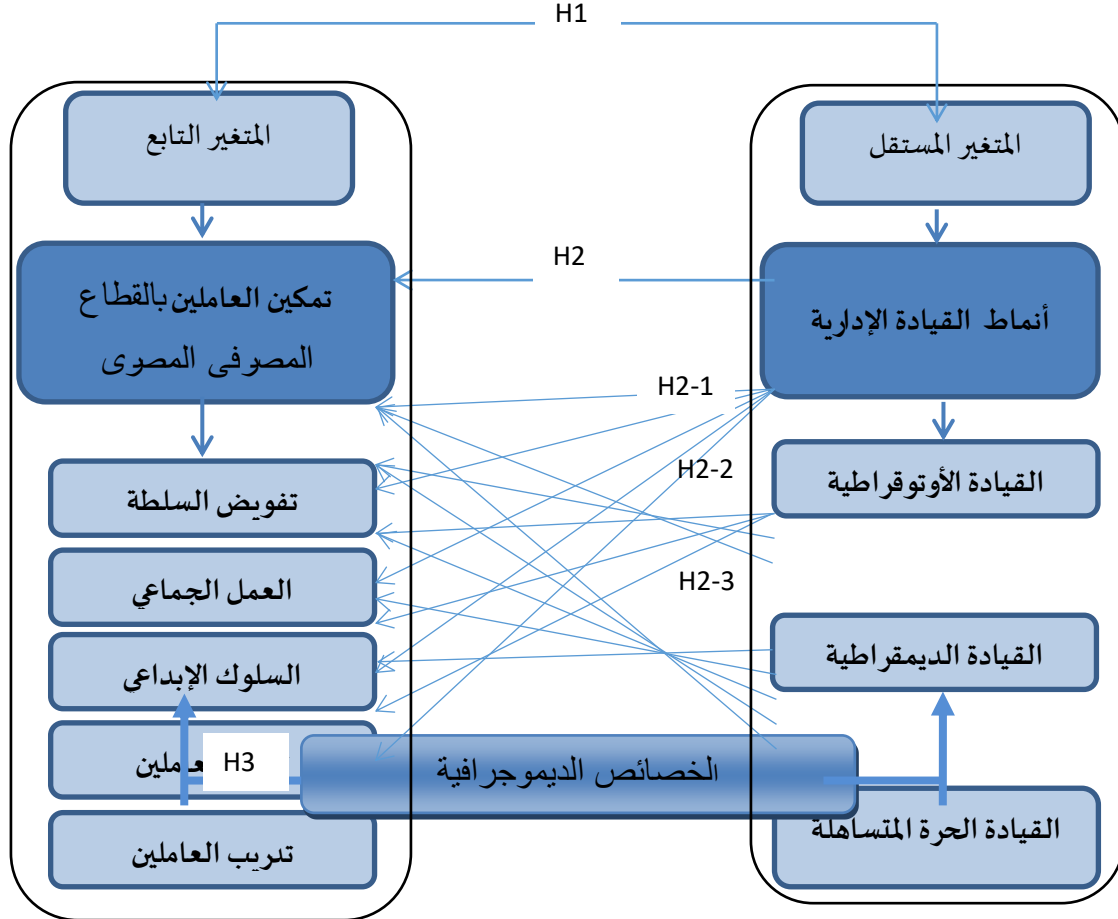 H1
المتغير المستقل
المتغير التابع
أنماط القيادة الإدارية
H2
تمكين العاملين بالقطاع
المصرفى المصرى
H2-1
القيادة الأوتوقراطية
H2-2
تفويض السلطة
H2-3
العمل الجماعي
القيادة الديمقراطية
السلوك الإبداعي
الخصائص الديموجرافية
H3
القيادة الحرة المتساهلة
تدريب العاملين